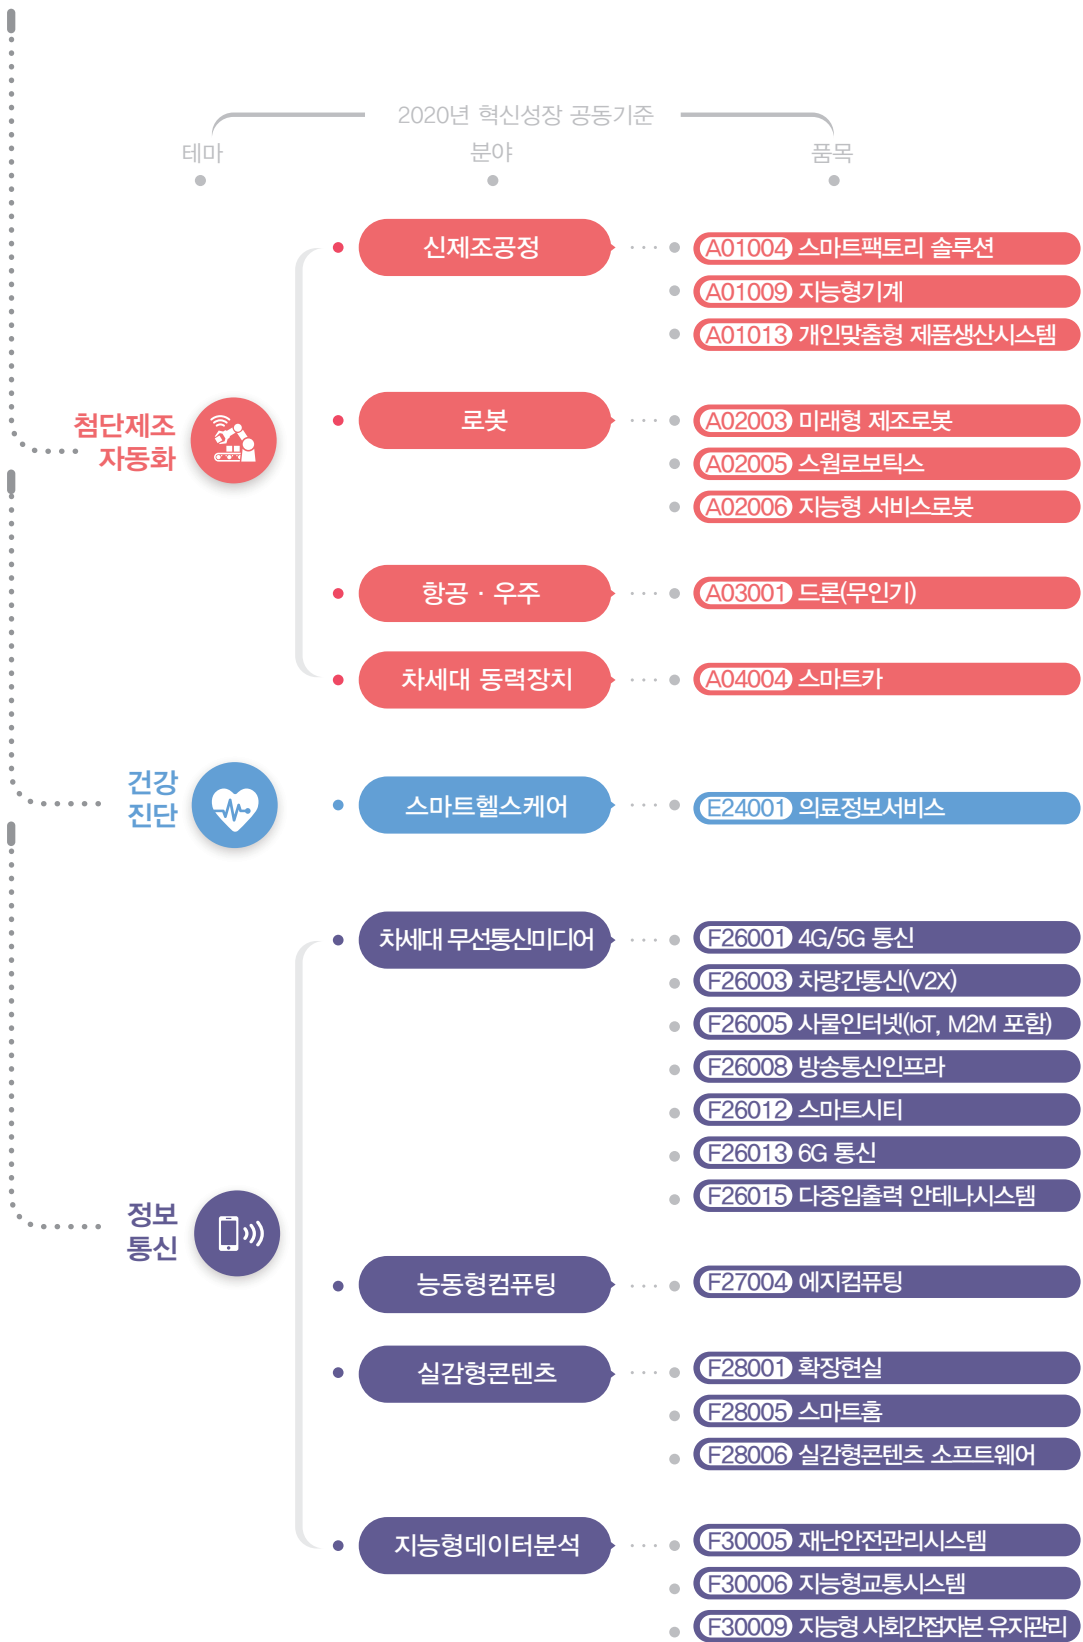 2020년 혁신성장 공동기준
테마
분야
품목
첨단제조
자동화
신제조공정
A01004 스마트팩토리 솔루션
A01009 지능형기계
A01013 개인맞춤형 제품생산시스템
로봇
A02003 미래형 제조로봇
A02005 스웜로보틱스
A02006 지능형 서비스로봇
항공 · 우주
A03001 드론(무인기)
차세대 동력장치
A04004 스마트카
건강
진단
스마트헬스케어
E24001 의료정보서비스
정보
통신
차세대 무선통신미디어
F26001 4G/5G 통신
F26003 차량간통신(V2X)
F26005 사물인터넷(IoT, M2M 포함)
F26008 방송통신인프라
F26012 스마트시티
F26013 6G 통신
F26015 다중입출력 안테나시스템
능동형컴퓨팅
F27004 에지컴퓨팅
실감형콘텐츠
F28001 확장현실
F28005 스마트홈
F28006 실감형콘텐츠 소프트웨어
지능형데이터분석
F30005 재난안전관리시스템
F30006 지능형교통시스템
F30009 지능형 사회간접자본 유지관리